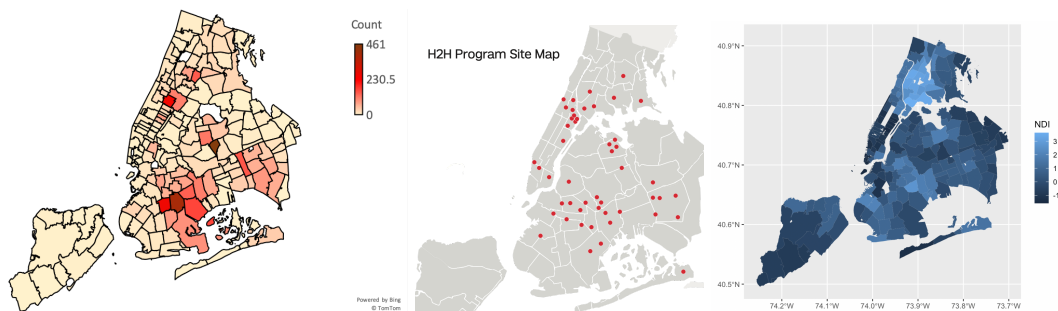 Count
461
230.5
0
Powered by Bing
© TomTom
H2H Program Site Map
40.9°N
40.8°N
40.7°N
40.6°N
40.5°N
74.2°W 74.1°W 74.0°W 73.9°W 73.8°W 73.7°W
NDI
3
2
1
0
-1